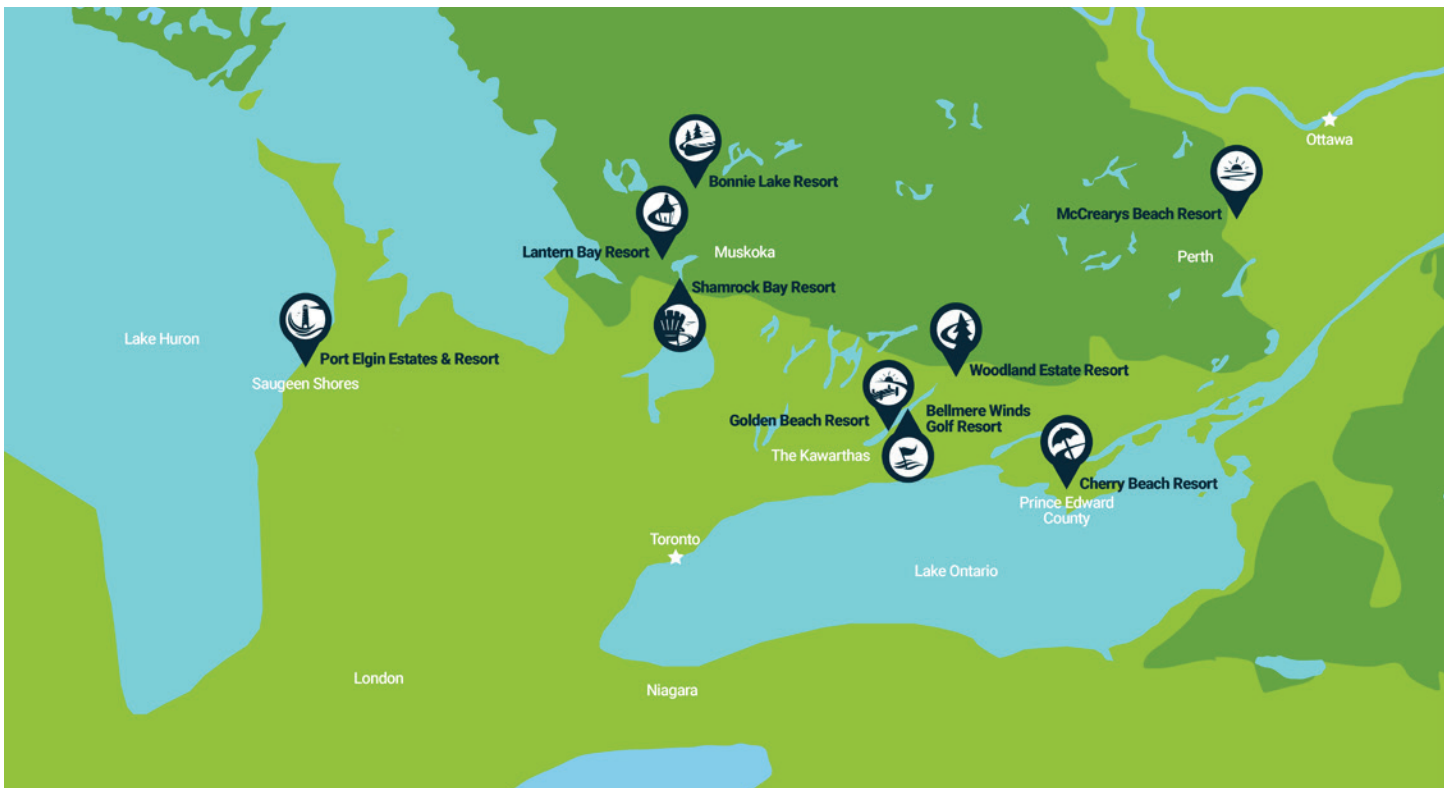 Ottawa
Bonnie Lake Resort
McCrearys Beach Resort
Lantern Bay Resort
Muskoka
Perth
Shamrock Bay Resort
Lake Huron
Port Elgin Estates & Resort
Saugeen Shores
Woodland Estate Resort
Golden Beach Resort
Bellmere Winds
Golf Resort
The Kawarthas
Cherry Beach Resort
Prince Edward
County
Toronto
Lake Ontario
London
Niagara